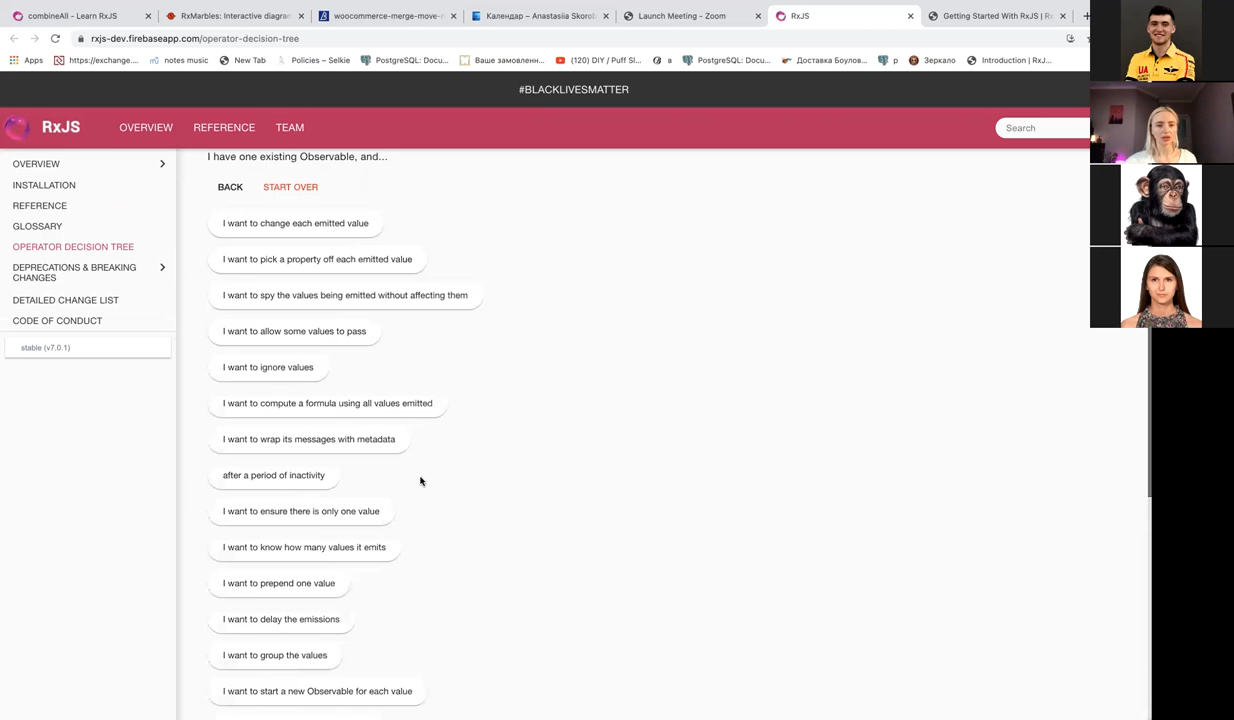 combineAll - Learn RxJS
RxMarbles: Interactive diagram
woocommerce-merge-move-r
Календар – Anastasiia Skorob
Launch Meeting - Zoom
RxJS
Getting Started With RxJS | Rx
rxjs-dev.firebaseapp.com/operator-decision-tree
Apps
https://exchange....
notes music
New Tab
Policies – Selkie
PostgreSQL: Docu...
Ваше замовленн...
(120) DIY / Puff Sl...
в
PostgreSQL: Docu...
Доставка Боулов...
р
Зеркало
Introduction | RxJ...
#BLACKLIVESMATTER
RxJS
OVERVIEW
REFERENCE
TEAM
Search
OVERVIEW
INSTALLATION
REFERENCE
GLOSSARY
OPERATOR DECISION TREE
DEPRECATIONS & BREAKING
CHANGES
DETAILED CHANGE LIST
CODE OF CONDUCT
stable (v7.0.1)
I have one existing Observable, and...
BACK
START OVER
I want to change each emitted value
I want to pick a property off each emitted value
I want to spy the values being emitted without affecting them
I want to allow some values to pass
I want to ignore values
I want to compute a formula using all values emitted
I want to wrap its messages with metadata
after a period of inactivity
I want to ensure there is only one value
I want to know how many values it emits
I want to prepend one value
I want to delay the emissions
I want to group the values
I want to start a new Observable for each value
UA